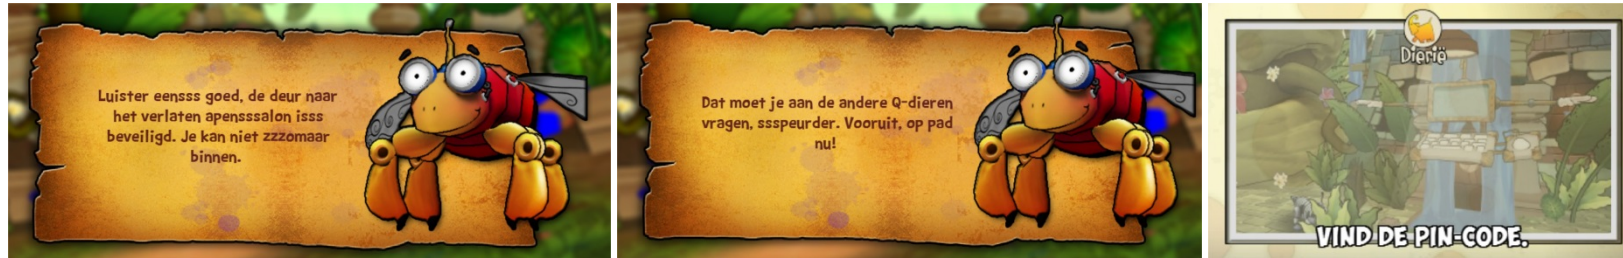 Luister eensss goed, de deur naar
het verlaten apensssalon isss
beveiligd. Je kan niet zzzomaar
binnen.
Dat moet je aan de andere Q-dieren
vragen, ssspeurder. Vooruit, op pad
nu!
Dierië
VIND DE PIN-CODE.